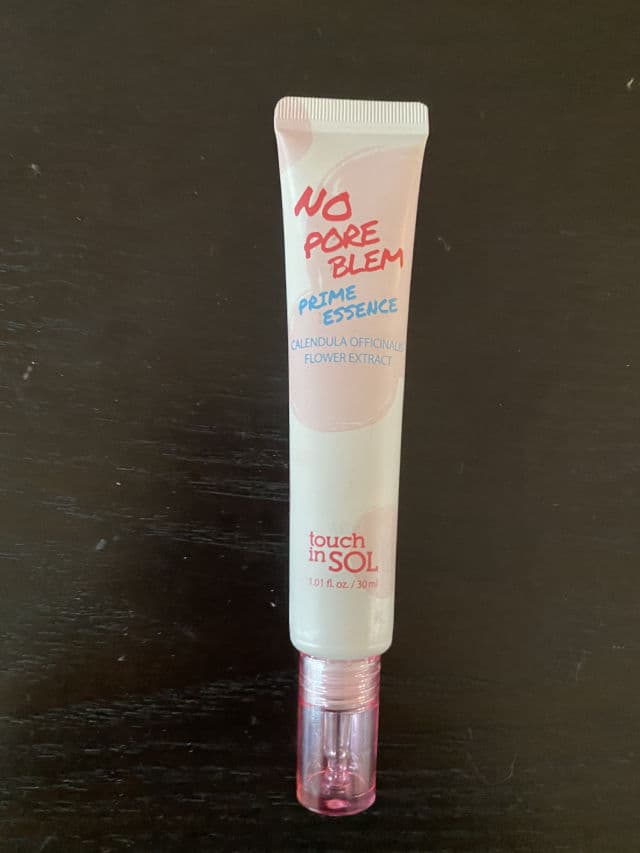 NO
PORE
BLEM
PRIME
ESSENCE
CALENDULA OFFICINALIS
FLOWER EXTRACT
touch
in SOL
1.01 fl. oz. / 30 ml